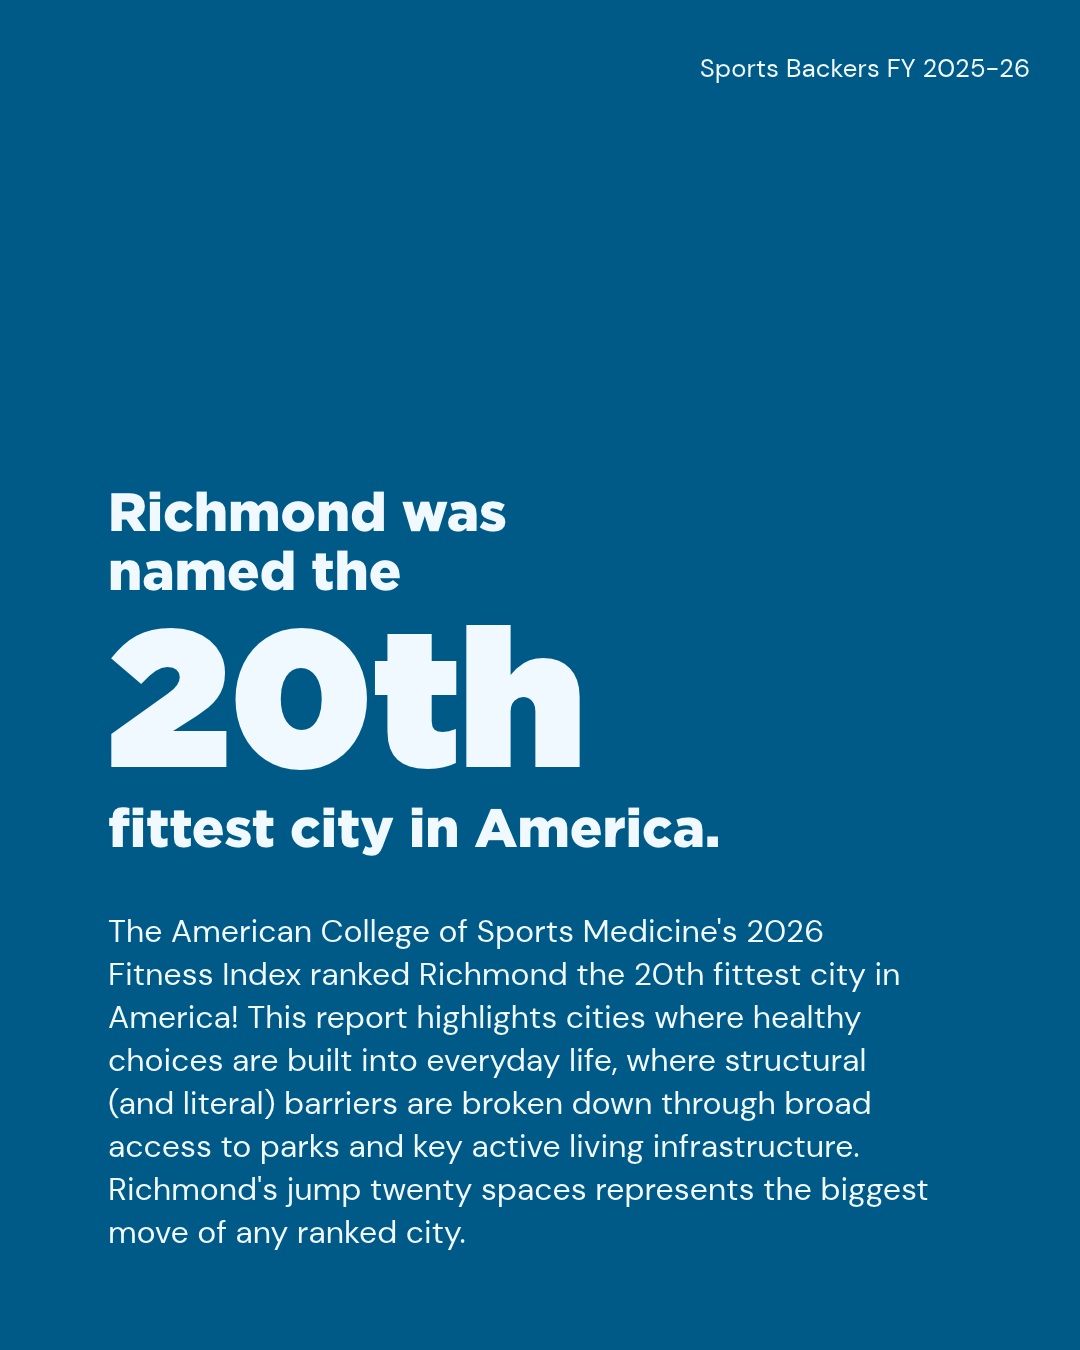 Sports Backers FY 2025-26
Richmond was
named the
20th
fittest city in America.
The American College of Sports Medicine's 2026
Fitness Index ranked Richmond the 20th fittest city in
America! This report highlights cities where healthy
choices are built into everyday life, where structural
(and literal) barriers are broken down through broad
access to parks and key active living infrastructure.
Richmond's jump twenty spaces represents the biggest
move of any ranked city.